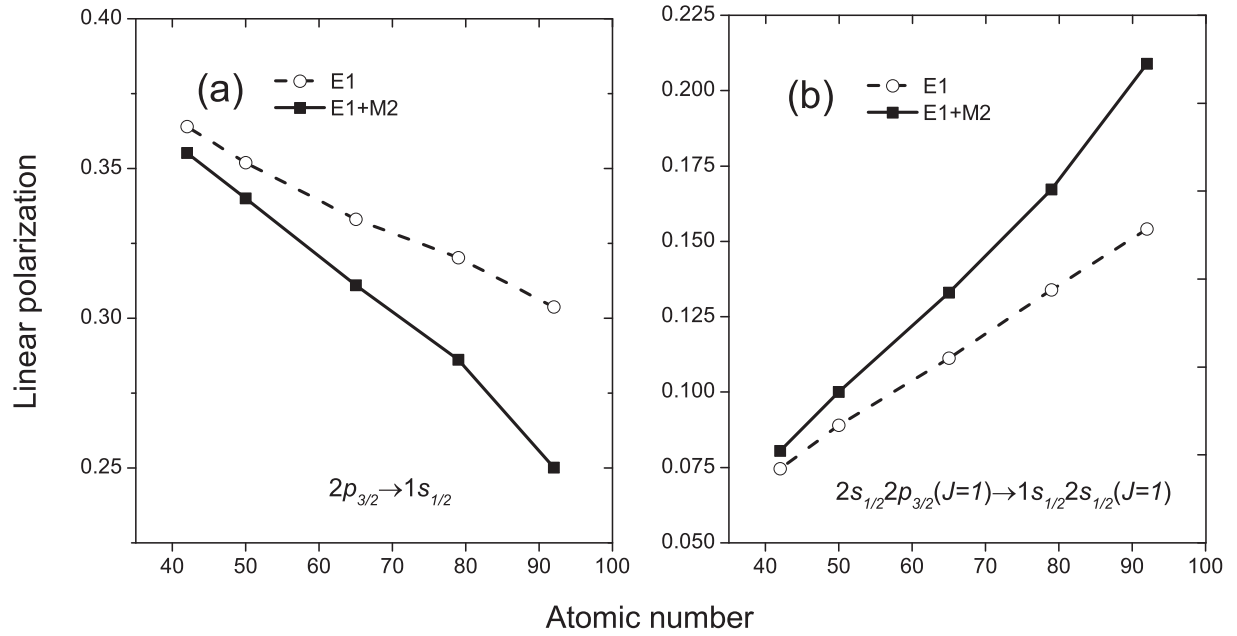 Linear polarization
0.40
0.35
0.30
0.25
(a)
E1
E1+M2
2p3/2→1s1/2
40 50 60 70 80 90 100
0.225
0.200
0.175
0.150
0.125
0.100
0.075
0.050
(b)
E1
E1+M2
2s1/22p3/2(J=1)→1s1/22s1/2(J=1)
40 50 60 70 80 90 100
Atomic number